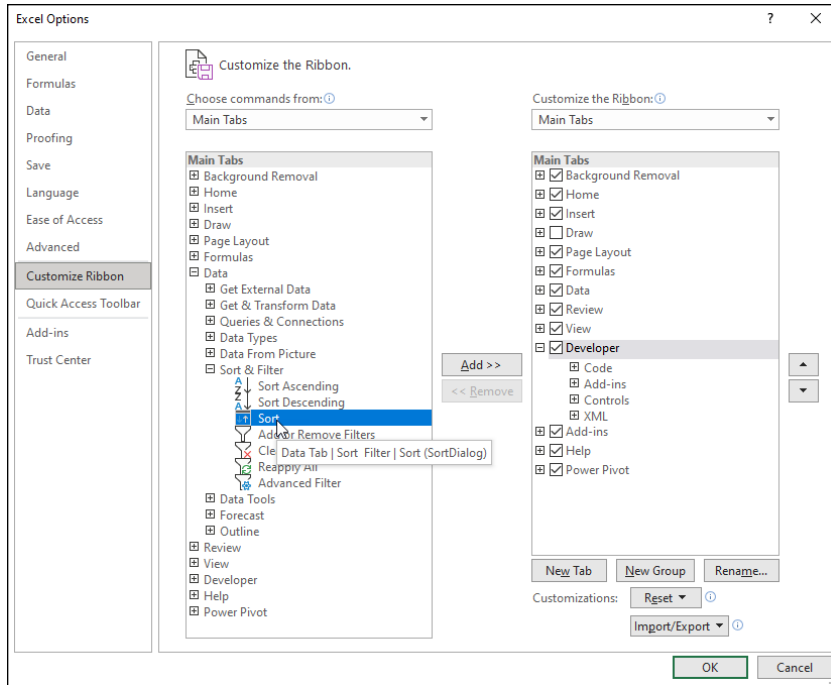 Excel Options
?
General
Formulas
Data
Proofing
Save
Language
Ease of Access
Advanced
Customize Ribbon
Quick Access Toolbar
Add-ins
Trust Center
Customize the Ribbon.
Choose commands from:
Main Tabs
Main Tabs
Background Removal
Home
Insert
Draw
Page Layout
Formulas
Data
Get External Data
Get & Transform Data
Queries & Connections
Data Types
Data From Picture
Sort & Filter
Sort Ascending
Sort Descending
Sort
Add or Remove Filters
Data Tab | Sort Filter | Sort (SortDialog)
Reapply All
Advanced Filter
Data Tools
Forecast
Outline
Review
View
Developer
Help
Power Pivot
Add >>
<< Remove
Customize the Ribbon:
Main Tabs
Main Tabs
Background Removal
Home
Insert
Draw
Page Layout
Formulas
Data
Review
View
Developer
Code
Add-ins
Controls
XML
Add-ins
Help
Power Pivot
New Tab
New Group
Rename...
Customizations:
Reset
Import/Export
OK
Cancel